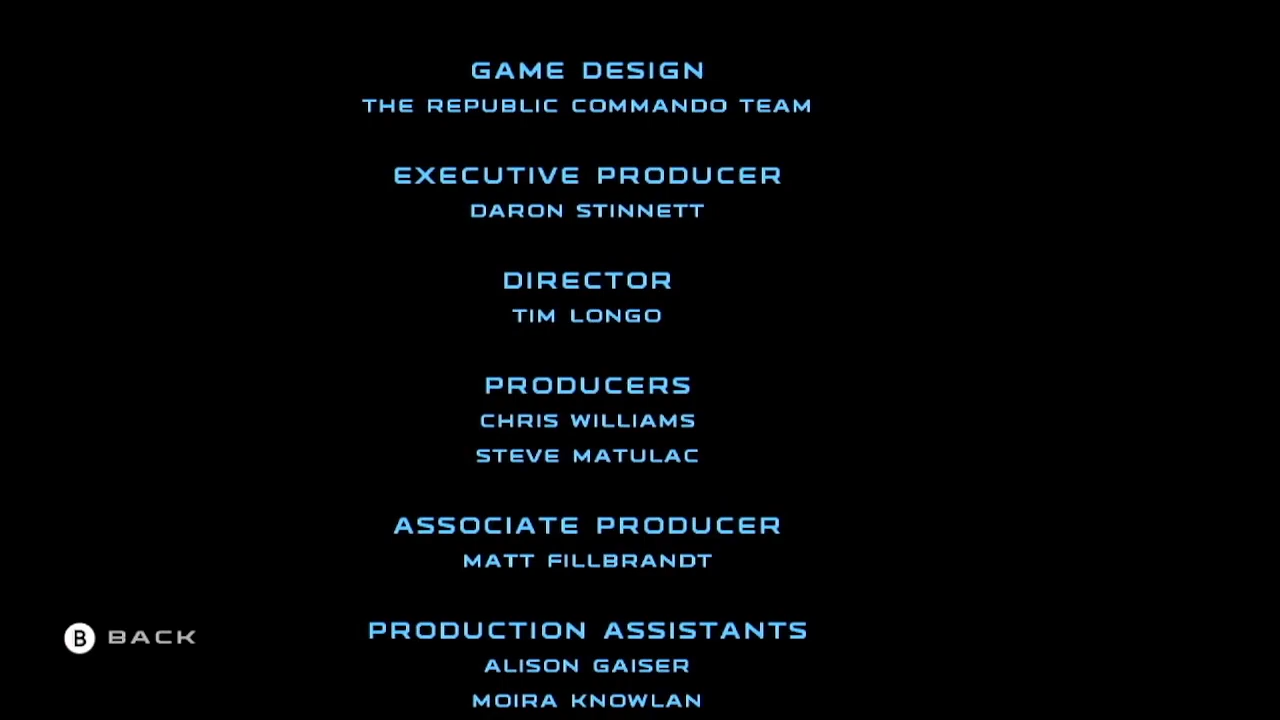 GAME DESIGN
THE REPUBLIC COMMANDO TEAM
EXECUTIVE PRODUCER
DARON STINNETT
DIRECTOR
TIM LONGO
PRODUCERS
CHRIS WILLIAMS
STEVE MATULAC
ASSOCIATE PRODUCER
MATT FILLBRANDT
PRODUCTION ASSISTANTS
ALISON GAISER
MOIRA KNOWLAN
B BACK